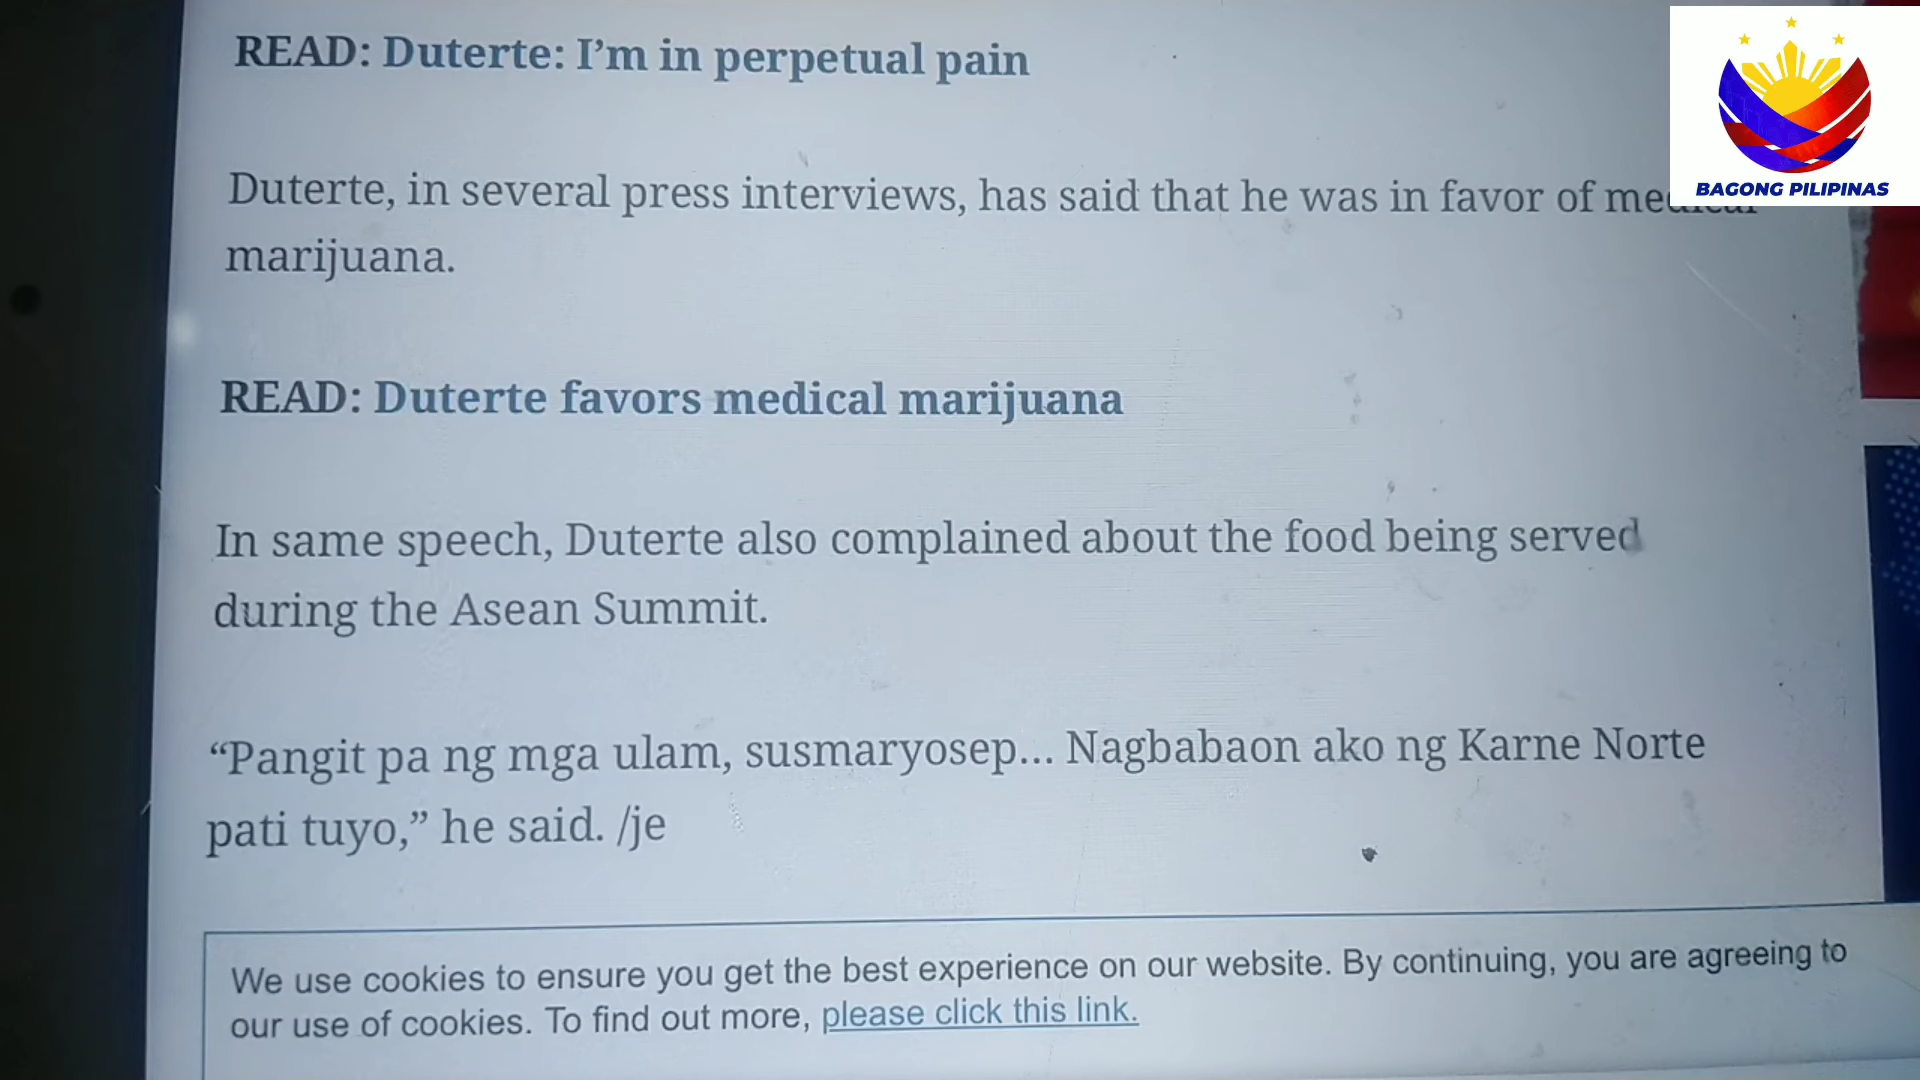 READ: Duterte: I’m in perpetual pain
BAGONG PILIPINAS
Duterte, in several press interviews, has said that he was in favor of medical
marijuana.
READ: Duterte favors medical marijuana
In same speech, Duterte also complained about the food being served
during the Asean Summit.
“Pangit pa ng mga ulam, susmaryosep... Nagbabaon ako ng Karne Norte
pati tuyo,” he said. /je
We use cookies to ensure you get the best experience on our website. By continuing, you are agreeing to
our use of cookies. To find out more, please click this link.